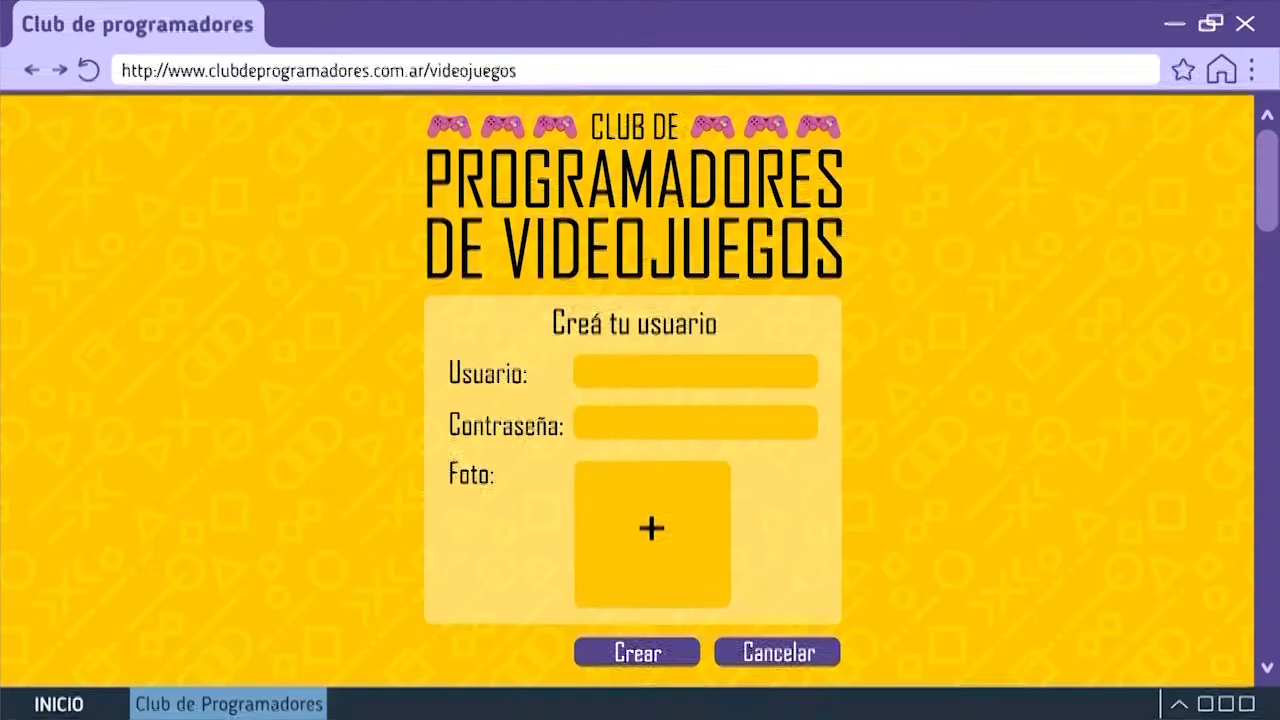 Club de programadores
http://www.clubdeprogramadores.com.ar/videojuegos
CLUB DE
PROGRAMADORES
DE VIDEOJUEGOS
Creá tu usuario
Usuario:
Contraseña:
Foto:
+
Crear
Cancelar
INICIO
Club de Programadores